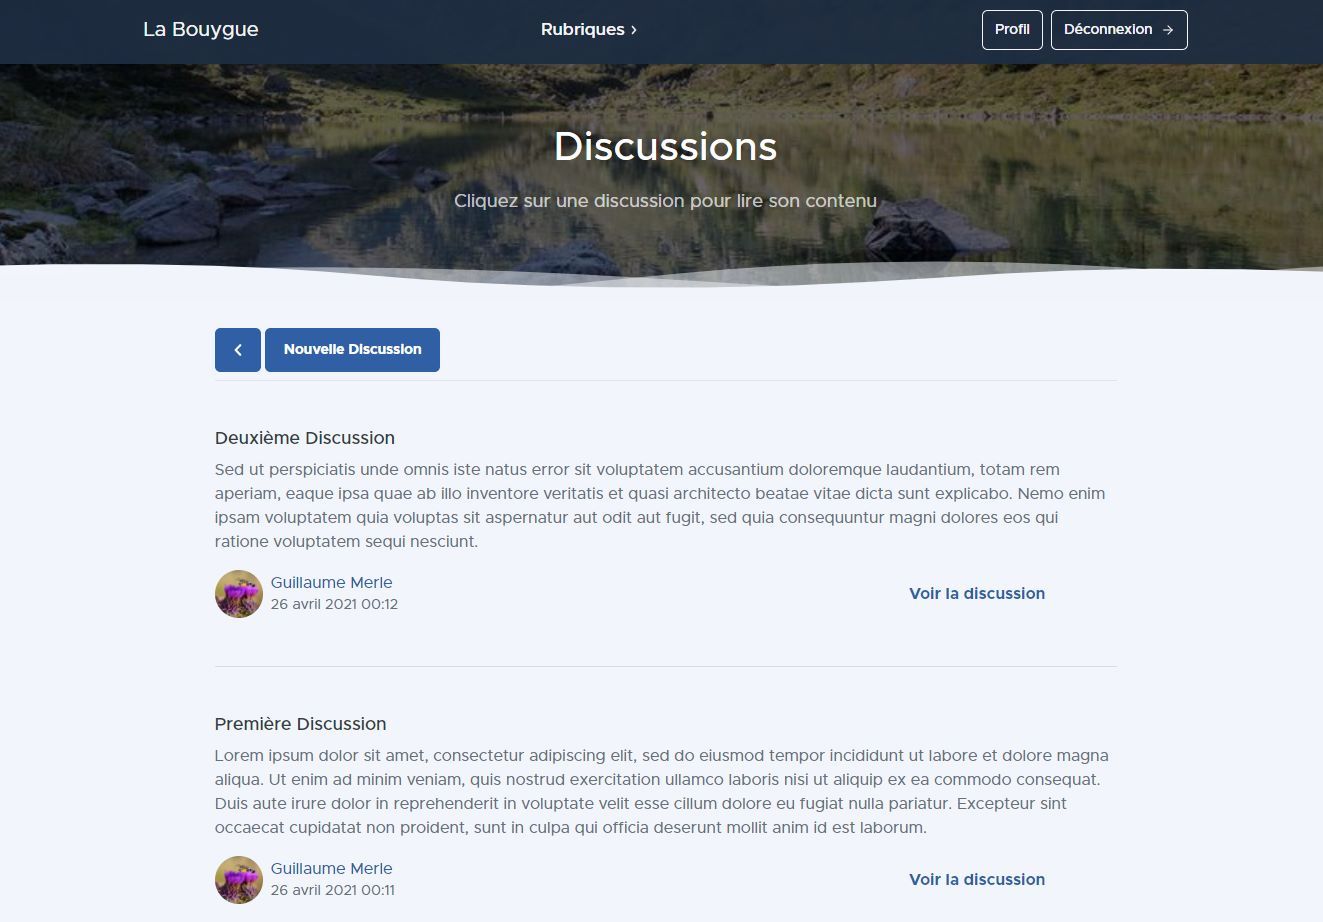 La Bouygue
Rubriques ›
Profil
Déconnexion →
Discussions
Cliquez sur une discussion pour lire son contenu
Nouvelle Discussion
Deuxième Discussion
Sed ut perspiciatis unde omnis iste natus error sit voluptatem accusantium doloremque laudantium, totam rem
aperiam, eaque ipsa quae ab illo inventore veritatis et quasi architecto beatae vitae dicta sunt explicabo. Nemo enim
ipsam voluptatem quia voluptas sit aspernatur aut odit aut fugit, sed quia consequuntur magni dolores eos qui
ratione voluptatem sequi nesciunt.
Guillaume Merle
26 avril 2021 00:12
Voir la discussion
Première Discussion
Lorem ipsum dolor sit amet, consectetur adipiscing elit, sed do eiusmod tempor incididunt ut labore et dolore magna
aliqua. Ut enim ad minim veniam, quis nostrud exercitation ullamco laboris nisi ut aliquip ex ea commodo consequat.
Duis aute irure dolor in reprehenderit in voluptate velit esse cillum dolore eu fugiat nulla pariatur. Excepteur sint
occaecat cupidatat non proident, sunt in culpa qui officia deserunt mollit anim id est laborum.
Guillaume Merle
26 avril 2021 00:11
Voir la discussion